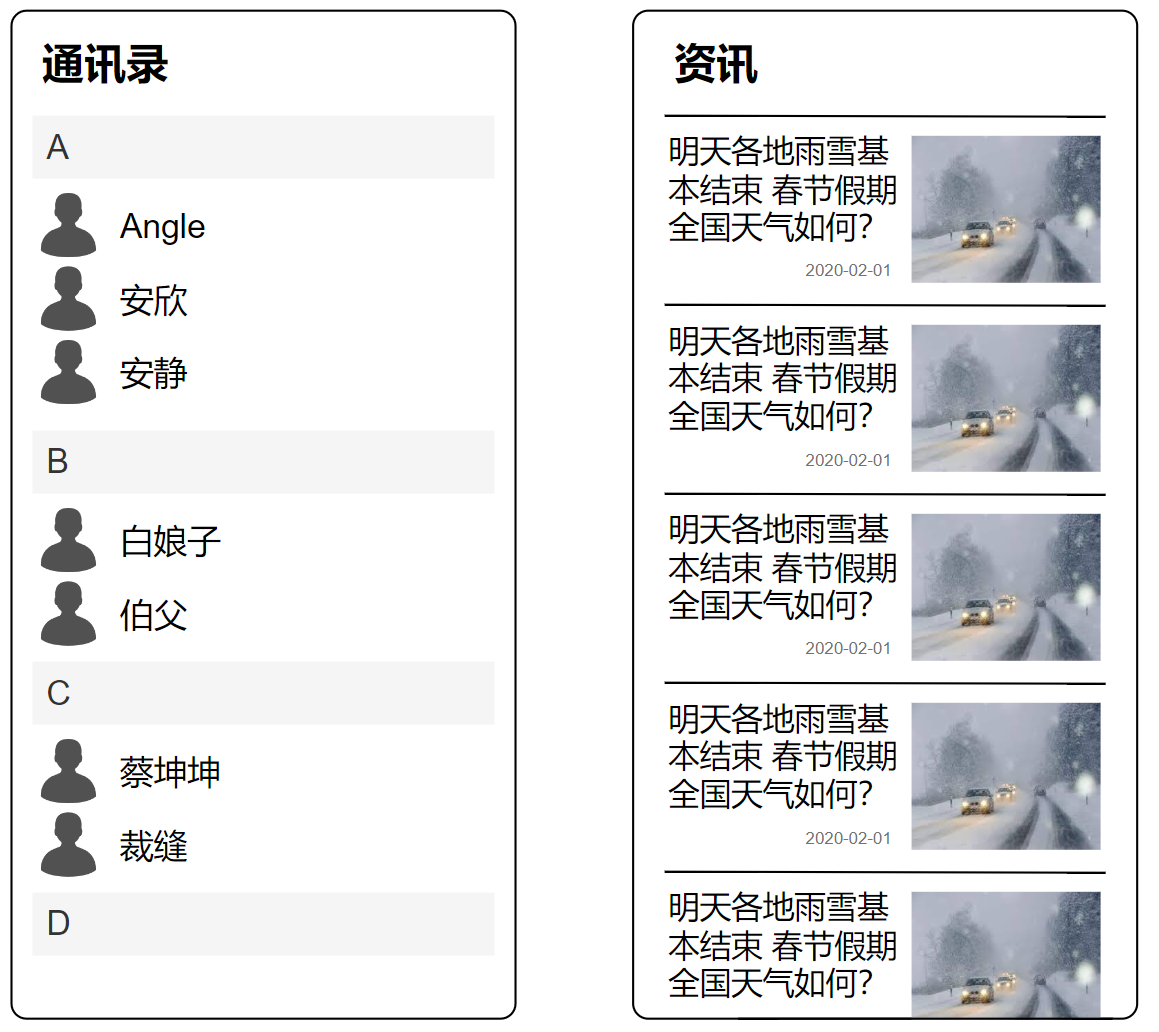 通讯录
A
Angle
安欣
安静
B
白娘子
伯父
C
蔡坤坤
裁缝
D
资讯
明天各地雨雪基
本结束 春节假期
全国天气如何？
2020-02-01
明天各地雨雪基
本结束 春节假期
全国天气如何？
2020-02-01
明天各地雨雪基
本结束 春节假期
全国天气如何？
2020-02-01
明天各地雨雪基
本结束 春节假期
全国天气如何？
2020-02-01
明天各地雨雪基
本结束 春节假期
全国天气如何？